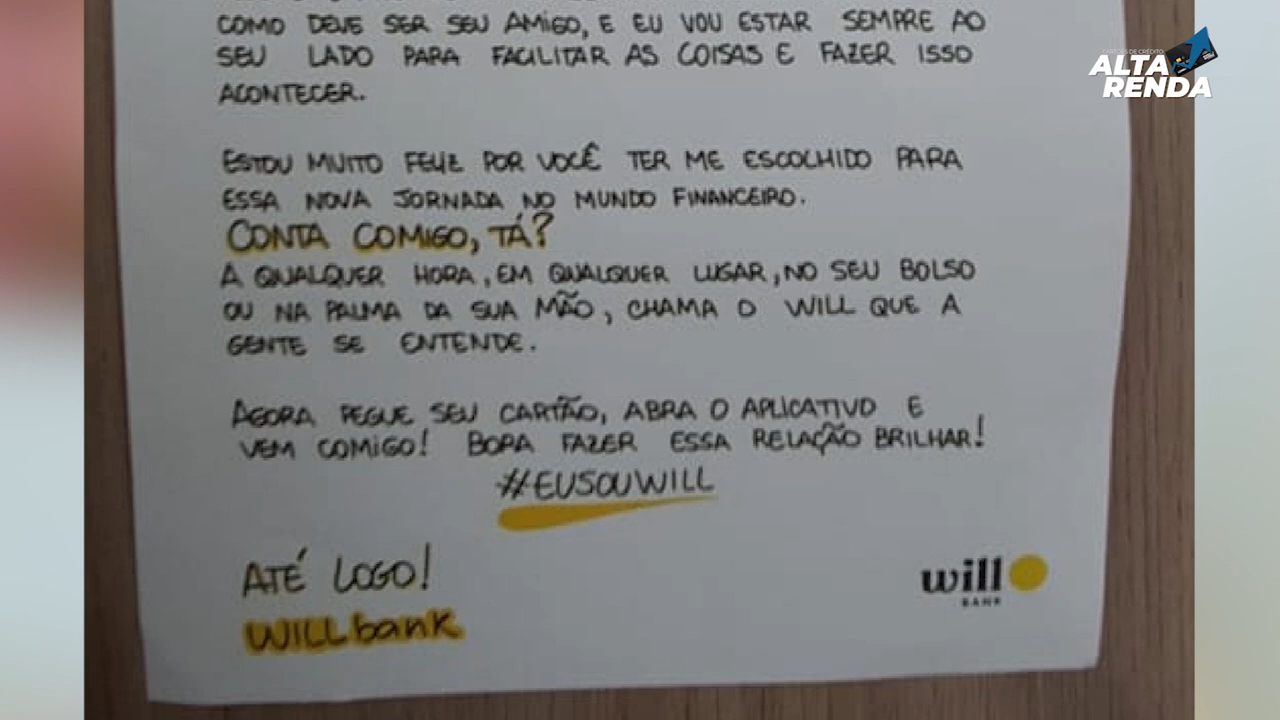 COMO DEVE SER SEU AMIGO, E EU VOU ESTAR SEMPRE AO
SEU LADO PARA FACILITAR AS COISAS E FAZER ISSO
ACONTECER.
ESTOU MUITO FELIZ POR VOCÊ TER ME ESCOLHIDO PARA
ESSA NOVA JORNADA NO MUNDO FINANCEIRO.
CONTA COMIGO, TÁ?
A QUALQUER HORA, EM QUALQUER LUGAR, NO SEU BOLSO
OU NA PALMA DA SUA MÃO, CHAMA O WILL QUE A
GENTE SE ENTENDE.
AGORA PEGUE SEU CARTÃO, ABRA O APLICATIVO E
VEM COMIGO! BORA FAZER ESSA RELAÇÃO BRILHAR!
#EUSOUWILL
ATÉ LOGO!
WILLbank
will
BANK
CARTÕES DE CRÉDITO
ALTA
RENDA